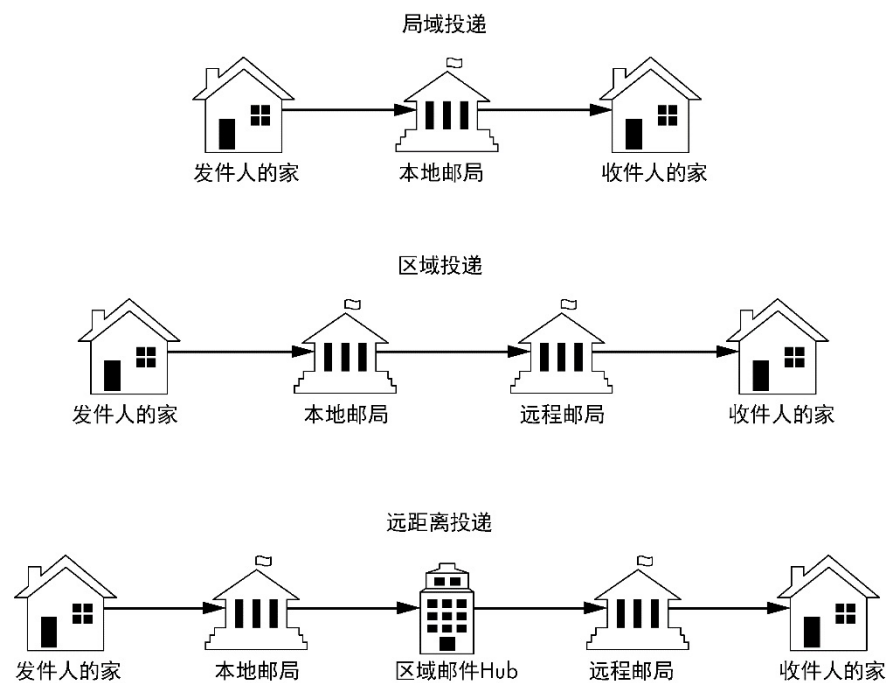 局域投递
发件人的家 本地邮局 收件人的家
区域投递
发件人的家 本地邮局 远程邮局 收件人的家
远距离投递
发件人的家 本地邮局 区域邮件Hub 远程邮局 收件人的家